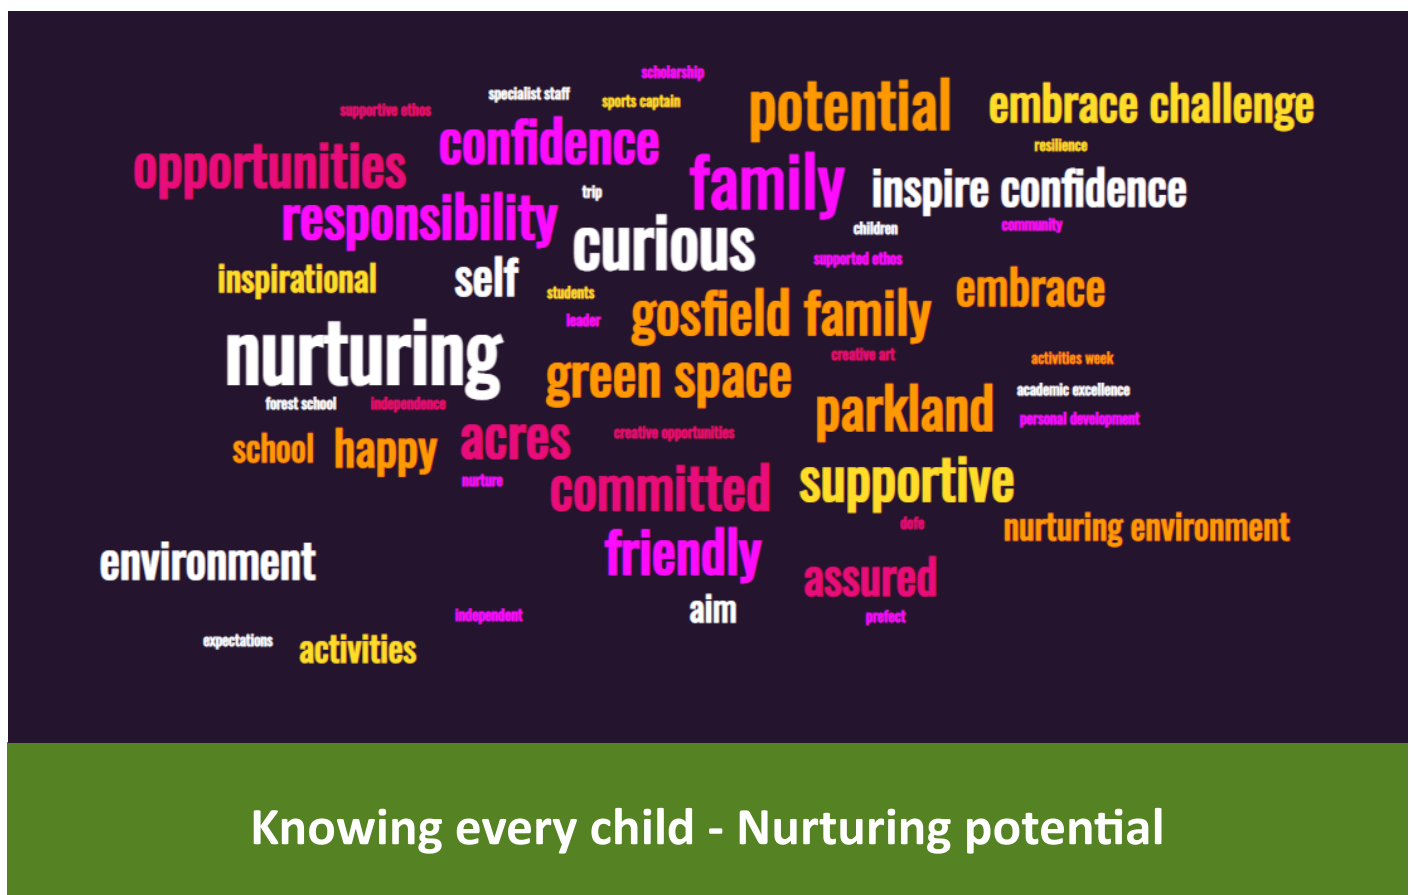 scholarship
specialist staff
sports captain
supportive ethos
potential
embrace challenge
confidence
resilience
opportunities
family
inspire confidence
trip
responsibility
children
community
curious
supported ethos
inspirational
self
students
embrace
leader
gosfield family
nurturing
creative art
activities week
green space
academic excellence
forest school
independence
parkland
personal development
school
happy
acres
creative opportunities
nurture
committed
supportive
dofe
nurturing environment
environment
friendly
assured
aim
independent
prefect
expectations
activities
Knowing every child - Nurturing potential